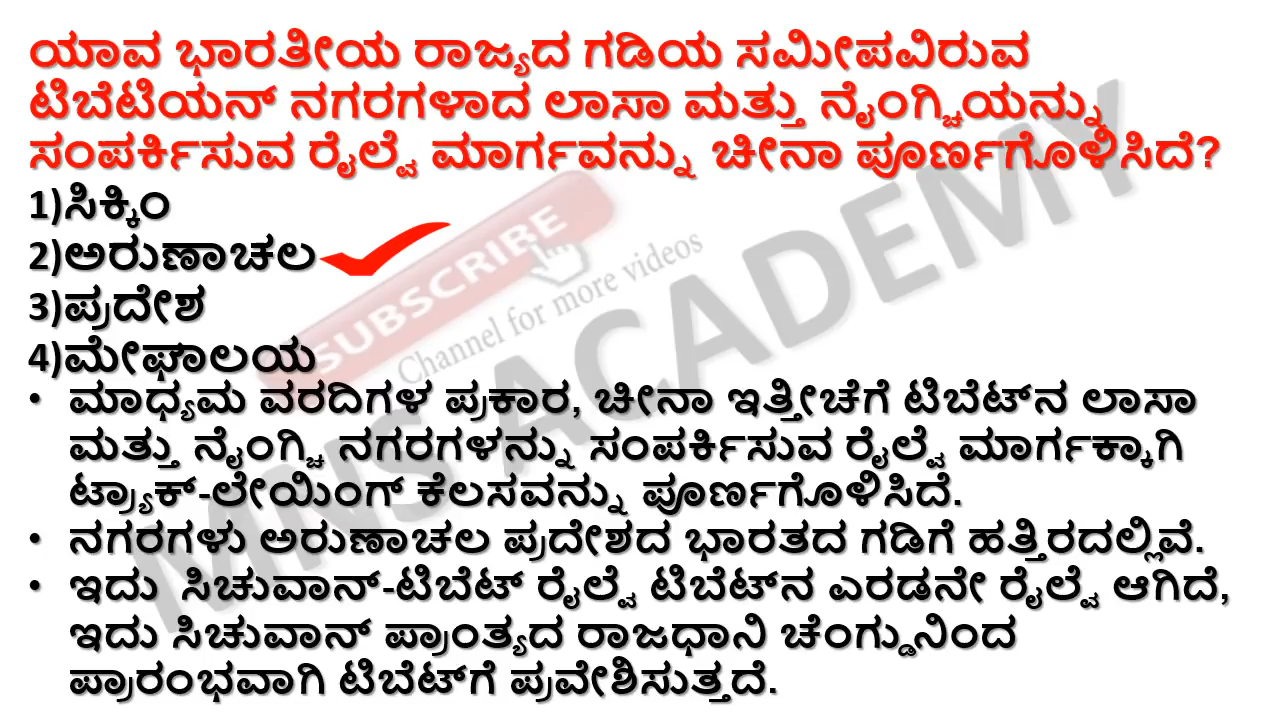 ಯಾವ ಭಾರತೀಯ ರಾಜ್ಯದ ಗಡಿಯ ಸಮೀಪವಿರುವ
ಟಿಬೆಟಿಯನ್ ನಗರಗಳಾದ ಲಾಸಾ ಮತ್ತು ನೈಂಗ್ಚಿಯನ್ನು
ಸಂಪರ್ಕಿಸುವ ರೈಲ್ವೆ ಮಾರ್ಗವನ್ನು ಚೀನಾ ಪೂರ್ಣಗೊಳಿಸಿದೆ?
1)ಸಿಕ್ಕಿಂ
2)ಅರುಣಾಚಲ
3)ಪ್ರದೇಶ
4)ಮೇಘಾಲಯ
• ಮಾಧ್ಯಮ ವರದಿಗಳ ಪ್ರಕಾರ, ಚೀನಾ ಇತ್ತೀಚೆಗೆ ಟಿಬೆಟ್‌ನ ಲಾಸಾ
ಮತ್ತು ನೈಂಗ್ಚಿ ನಗರಗಳನ್ನು ಸಂಪರ್ಕಿಸುವ ರೈಲ್ವೆ ಮಾರ್ಗಕ್ಕಾಗಿ
ಟ್ರ್ಯಾಕ್-ಲೇಯಿಂಗ್ ಕೆಲಸವನ್ನು ಪೂರ್ಣಗೊಳಿಸಿದೆ.
• ನಗರಗಳು ಅರುಣಾಚಲ ಪ್ರದೇಶದ ಭಾರತದ ಗಡಿಗೆ ಹತ್ತಿರದಲ್ಲಿವೆ.
• ಇದು ಸಿಚುವಾನ್-ಟಿಬೆಟ್ ರೈಲ್ವೆ ಟಿಬೆಟ್‌ನ ಎರಡನೇ ರೈಲ್ವೆ ಆಗಿದೆ,
ಇದು ಸಿಚುವಾನ್ ಪ್ರಾಂತ್ಯದ ರಾಜಧಾನಿ ಚೆಂಗ್ಡುನಿಂದ
ಪ್ರಾರಂಭವಾಗಿ ಟಿಬೆಟ್‌ಗೆ ಪ್ರವೇಶಿಸುತ್ತದೆ.
SUBSCRIBE
Channel for more videos
MNS ACADEMY